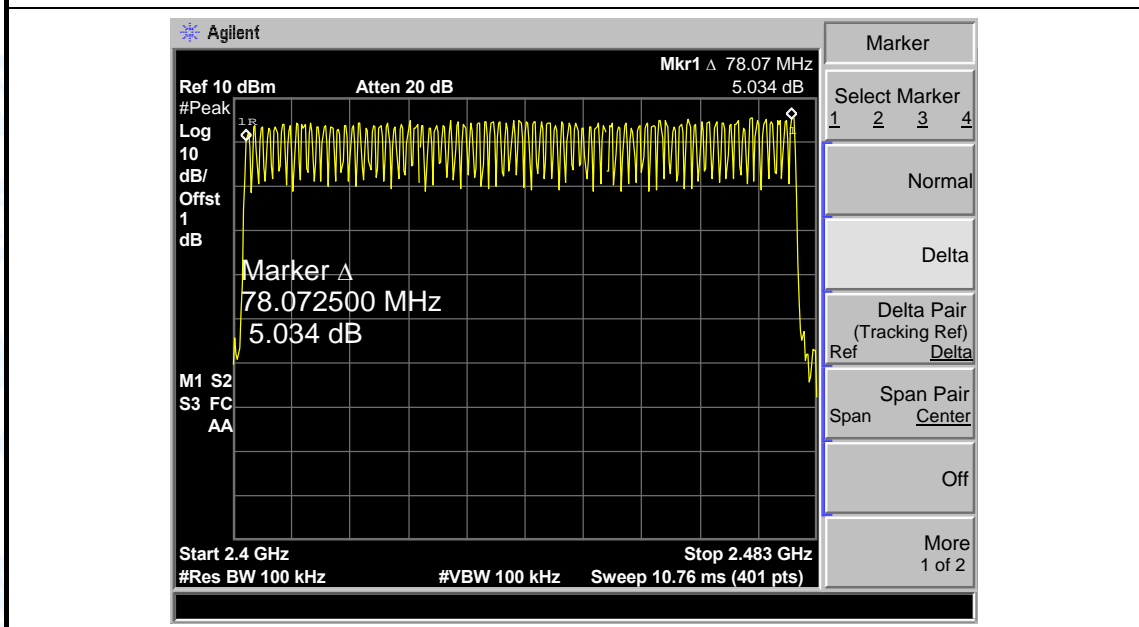 Agilent
Mkr1 Δ 78.07 MHz
Ref 10 dBm Atten 20 dB 5.034 dB
#Peak
Log
10
dB/
Offst
1
dB
1R
1
Marker Δ
78.072500 MHz
5.034 dB
M1 S2
S3 FC
AA
Start 2.4 GHz Stop 2.483 GHz
#Res BW 100 kHz #VBW 100 kHz Sweep 10.76 ms (401 pts)
Marker
Select Marker
1 2 3 4
Normal
Delta
Delta Pair
(Tracking Ref)
Ref Delta
Span Pair
Span Center
Off
More
1 of 2